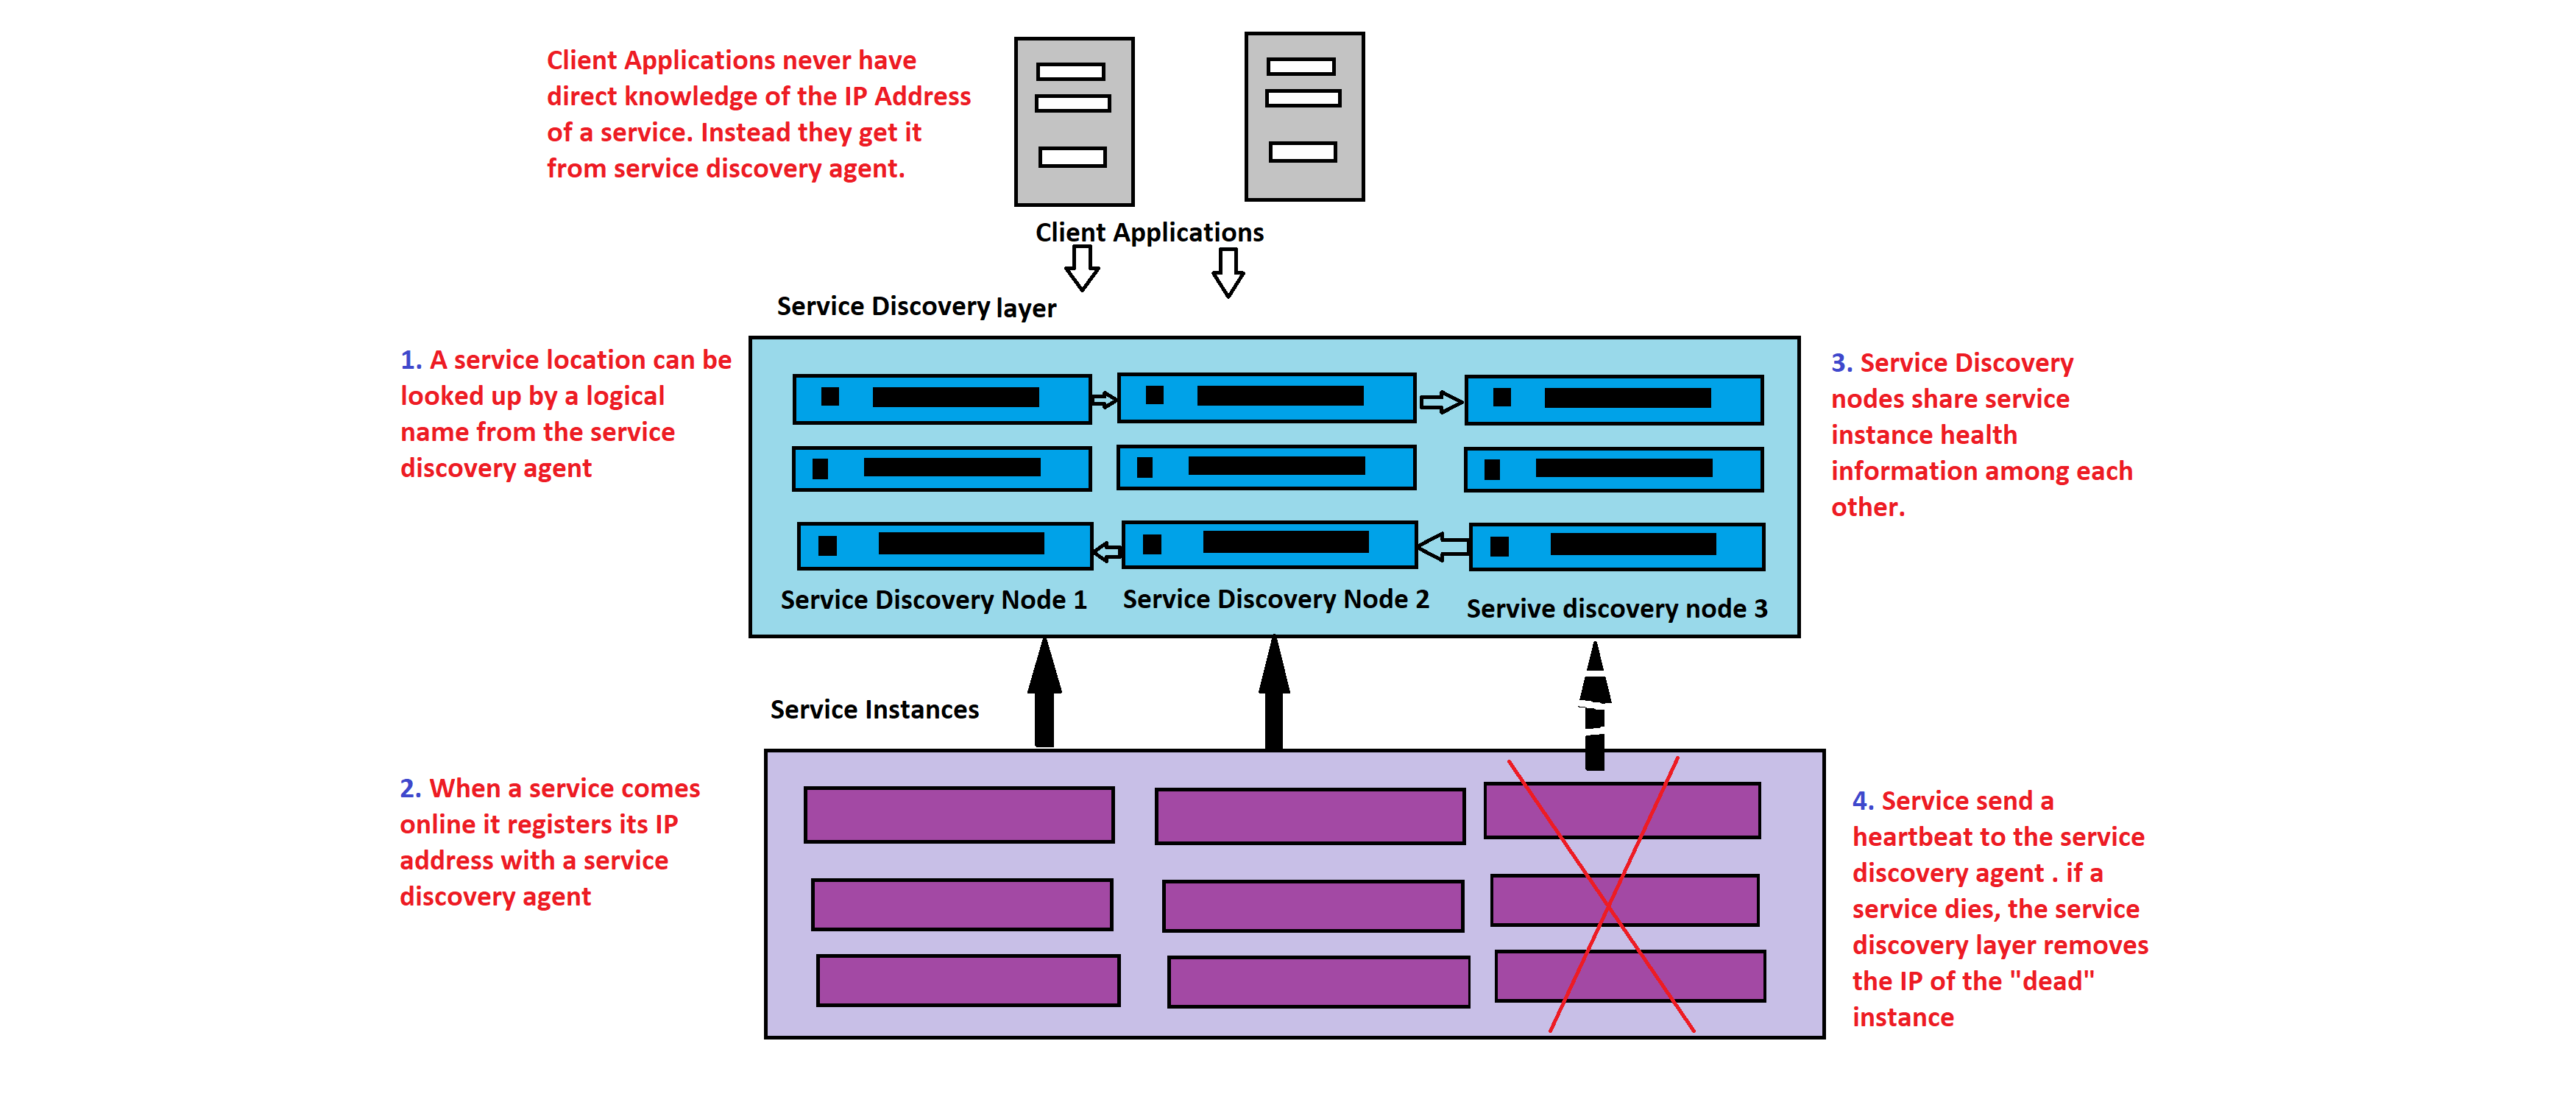 Client Applications never have
direct knowledge of the IP Address
of a service. Instead they get it
from service discovery agent.
Client Applications
Service Discovery layer
1. A service location can be
looked up by a logical
name from the service
discovery agent
3. Service Discovery
nodes share service
instance health
information among each
other.
Service Discovery Node 1
Service Discovery Node 2
Servive discovery node 3
Service Instances
2. When a service comes
online it registers its IP
address with a service
discovery agent
4. Service send a
heartbeat to the service
discovery agent . if a
service dies, the service
discovery layer removes
the IP of the "dead"
instance